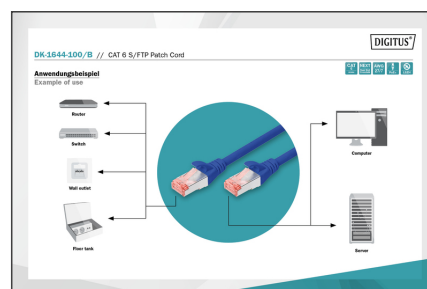 DIGITUS®
DK-1644-100/B // CAT 6 S/FTP Patch Cord
Anwendungsbeispiel
Example of use
Router
Switch
Wall outlet
Floor tank
Computer
Server